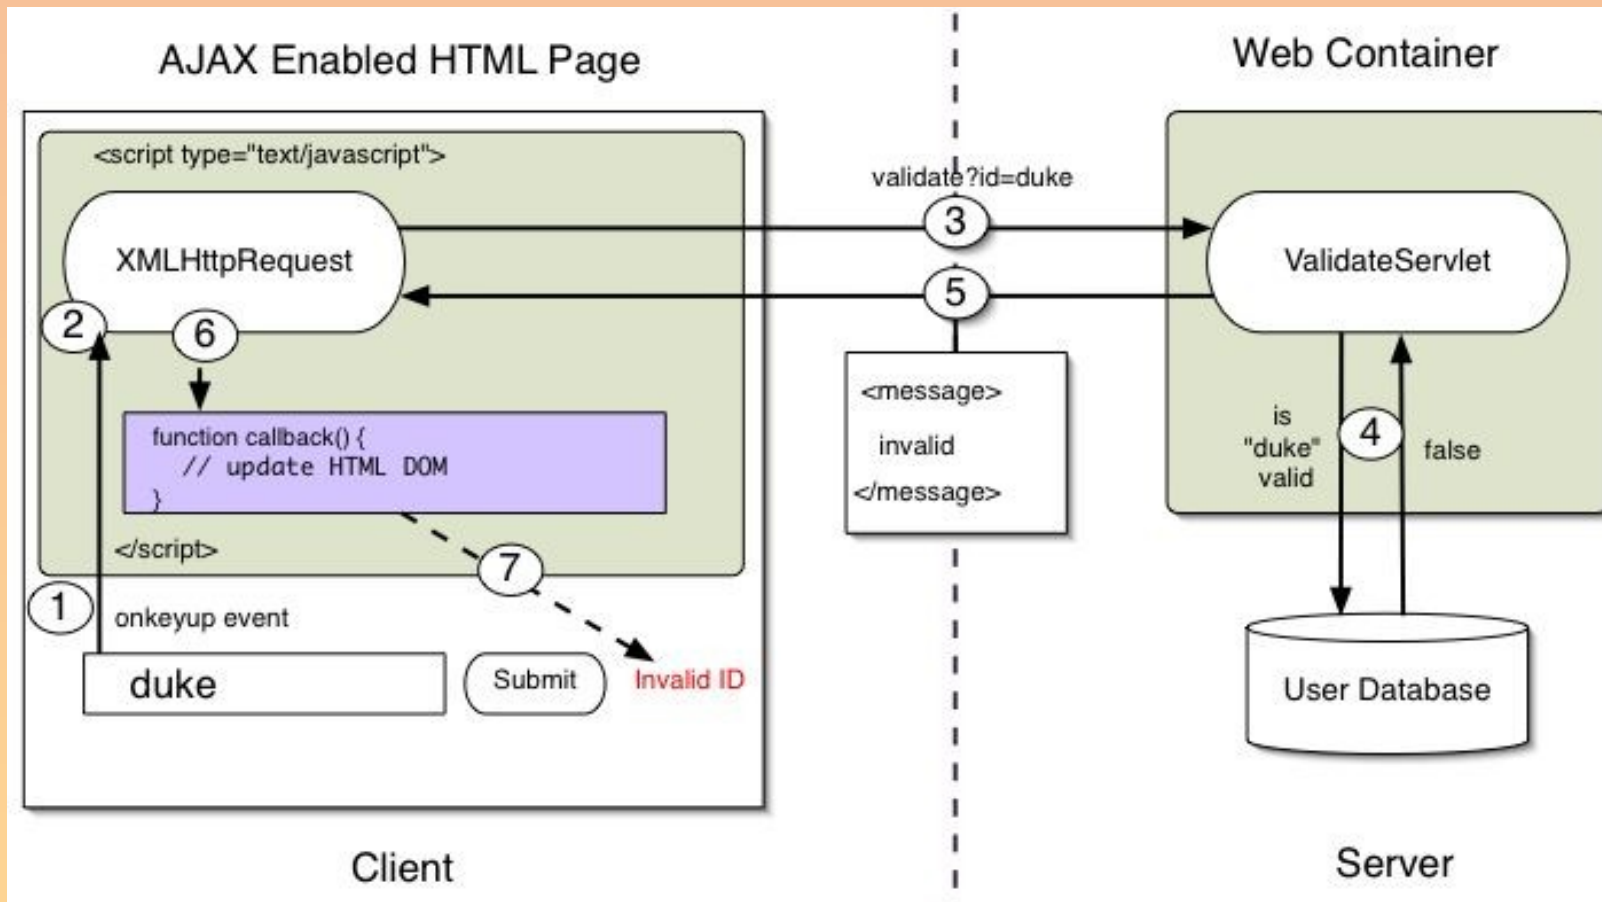 AJAX Enabled HTML Page
Web Container
<script type="text/javascript">
validate?id=duke
3
XMLHttpRequest
ValidateServlet
5
2
6
<message>
invalid
</message>
function callback() {
// update HTML DOM
}
is
"duke"
valid
4
false
</script>
7
1
onkeyup event
duke
Submit
Invalid ID
User Database
Client
Server